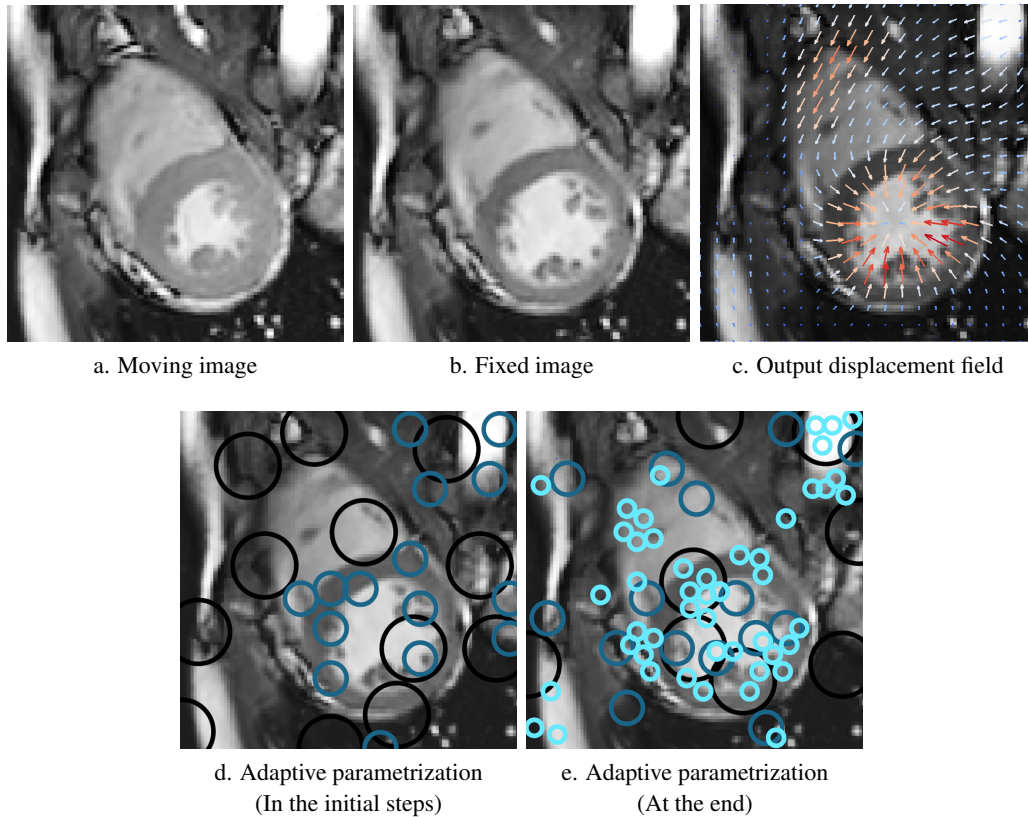 a. Moving image
b. Fixed image
c. Output displacement field
d. Adaptive parametrization
(In the initial steps)
e. Adaptive parametrization
(At the end)